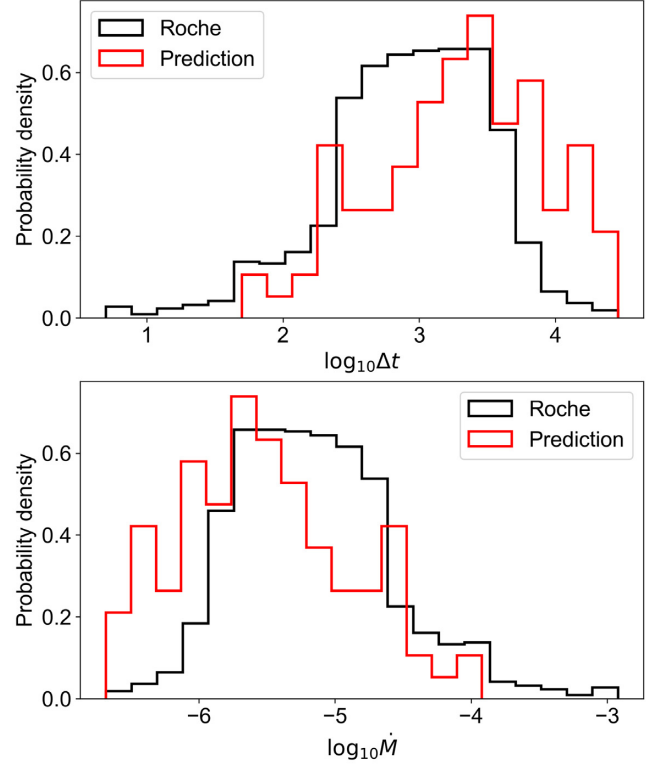 Roche
Prediction
Probability density
0.6
0.4
0.2
0.0
1 2 3 4
log₁₀Δt
Roche
Prediction
Probability density
0.6
0.4
0.2
0.0
−6 −5 −4 −3
log₁₀Ṁ